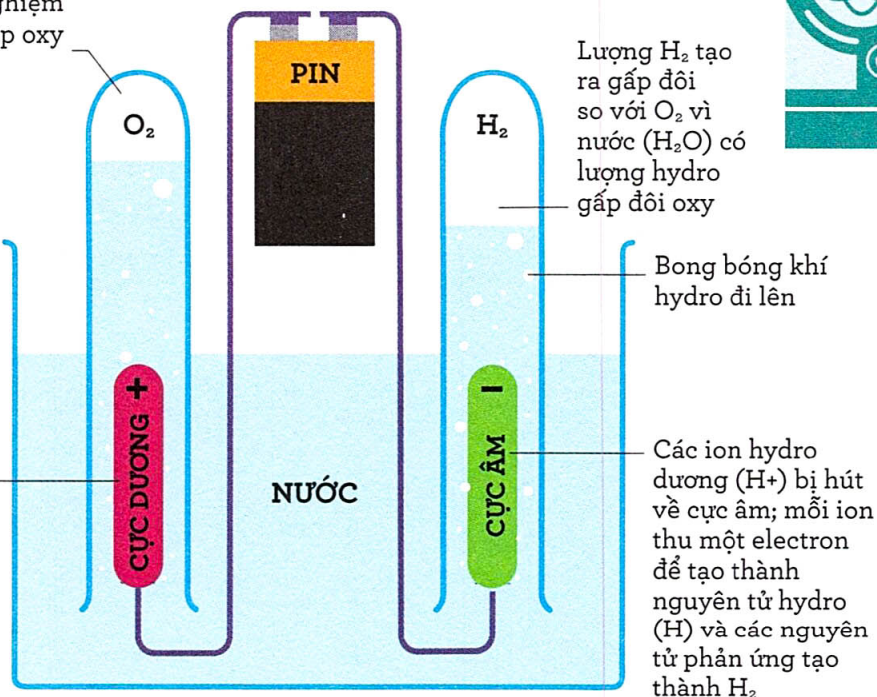 nghiệm
p oxy
O₂
PIN
H₂
Lượng H₂ tạo
ra gấp đôi
so với O₂ vì
nước (H₂O) có
lượng hydro
gấp đôi oxy
Bong bóng khí
hydro đi lên
+
CỰC DƯƠNG
NƯỚC
–
CỰC ÂM
Các ion hydro
dương (H+) bị hút
về cực âm; mỗi ion
thu một electron
để tạo thành
nguyên tử hydro
(H) và các nguyên
tử phản ứng tạo
thành H₂